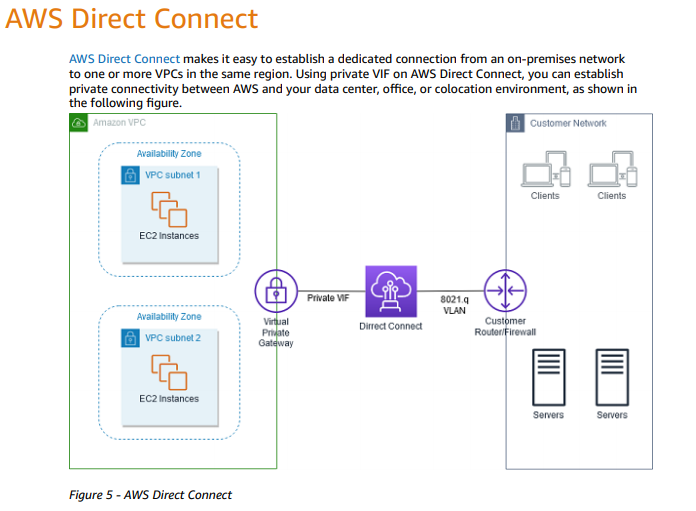 AWS Direct Connect
AWS Direct Connect makes it easy to establish a dedicated connection from an on-premises network
to one or more VPCs in the same region. Using private VIF on AWS Direct Connect, you can establish
private connectivity between AWS and your data center, office, or colocation environment, as shown in
the following figure.
Amazon VPC
Availability Zone
VPC subnet 1
EC2 Instances
Availability Zone
VPC subnet 2
EC2 Instances
Virtual
Private
Gateway
Private VIF
Dirrect Connect
8021.q
VLAN
Customer
Router/Firewall
Customer Network
Clients
Clients
Servers
Servers
Figure 5 - AWS Direct Connect